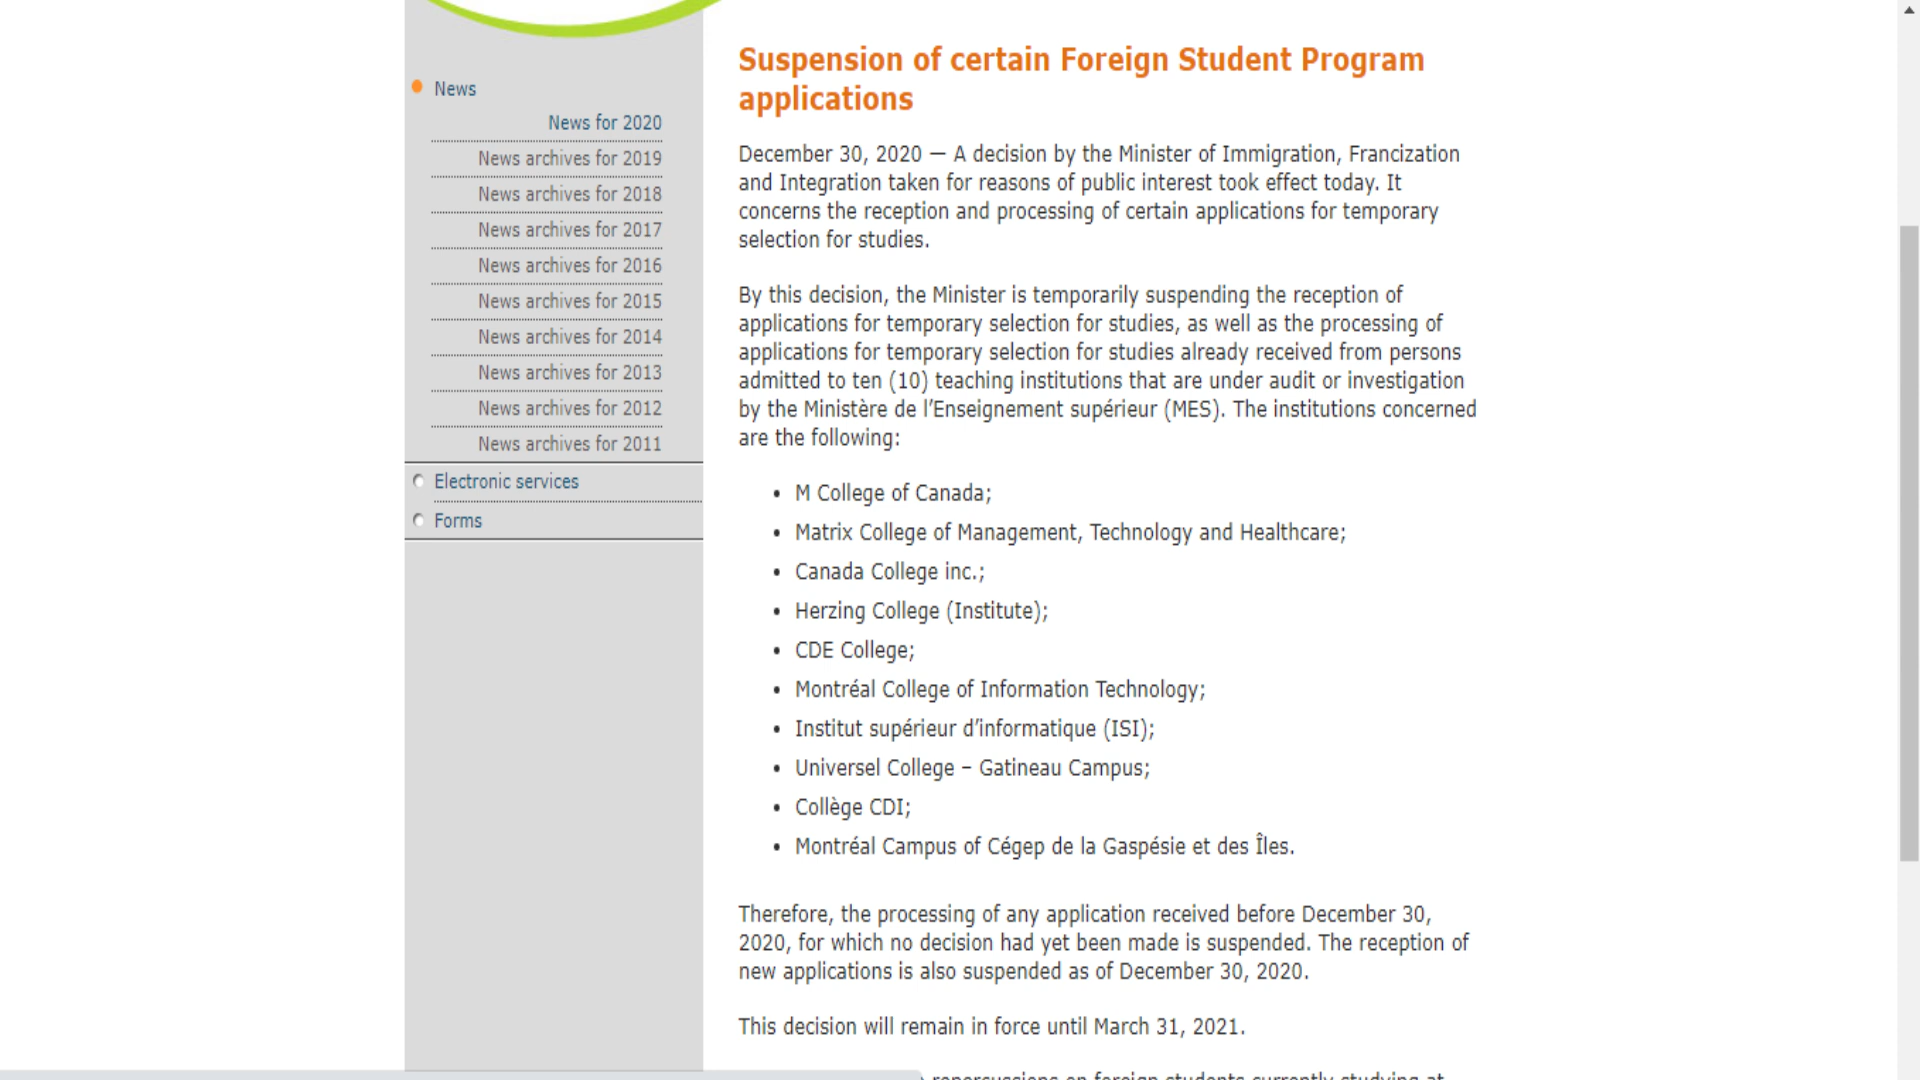 News
News for 2020
News archives for 2019
News archives for 2018
News archives for 2017
News archives for 2016
News archives for 2015
News archives for 2014
News archives for 2013
News archives for 2012
News archives for 2011
Electronic services
Forms
Suspension of certain Foreign Student Program
applications
December 30, 2020 — A decision by the Minister of Immigration, Francization
and Integration taken for reasons of public interest took effect today. It
concerns the reception and processing of certain applications for temporary
selection for studies.
By this decision, the Minister is temporarily suspending the reception of
applications for temporary selection for studies, as well as the processing of
applications for temporary selection for studies already received from persons
admitted to ten (10) teaching institutions that are under audit or investigation
by the Ministère de l’Enseignement supérieur (MES). The institutions concerned
are the following:
• M College of Canada;
• Matrix College of Management, Technology and Healthcare;
• Canada College inc.;
• Herzing College (Institute);
• CDE College;
• Montréal College of Information Technology;
• Institut supérieur d’informatique (ISI);
• Universel College – Gatineau Campus;
• Collège CDI;
• Montréal Campus of Cégep de la Gaspésie et des Îles.
Therefore, the processing of any application received before December 30,
2020, for which no decision had yet been made is suspended. The reception of
new applications is also suspended as of December 30, 2020.
This decision will remain in force until March 31, 2021.
repercussions on foreign students currently studying at